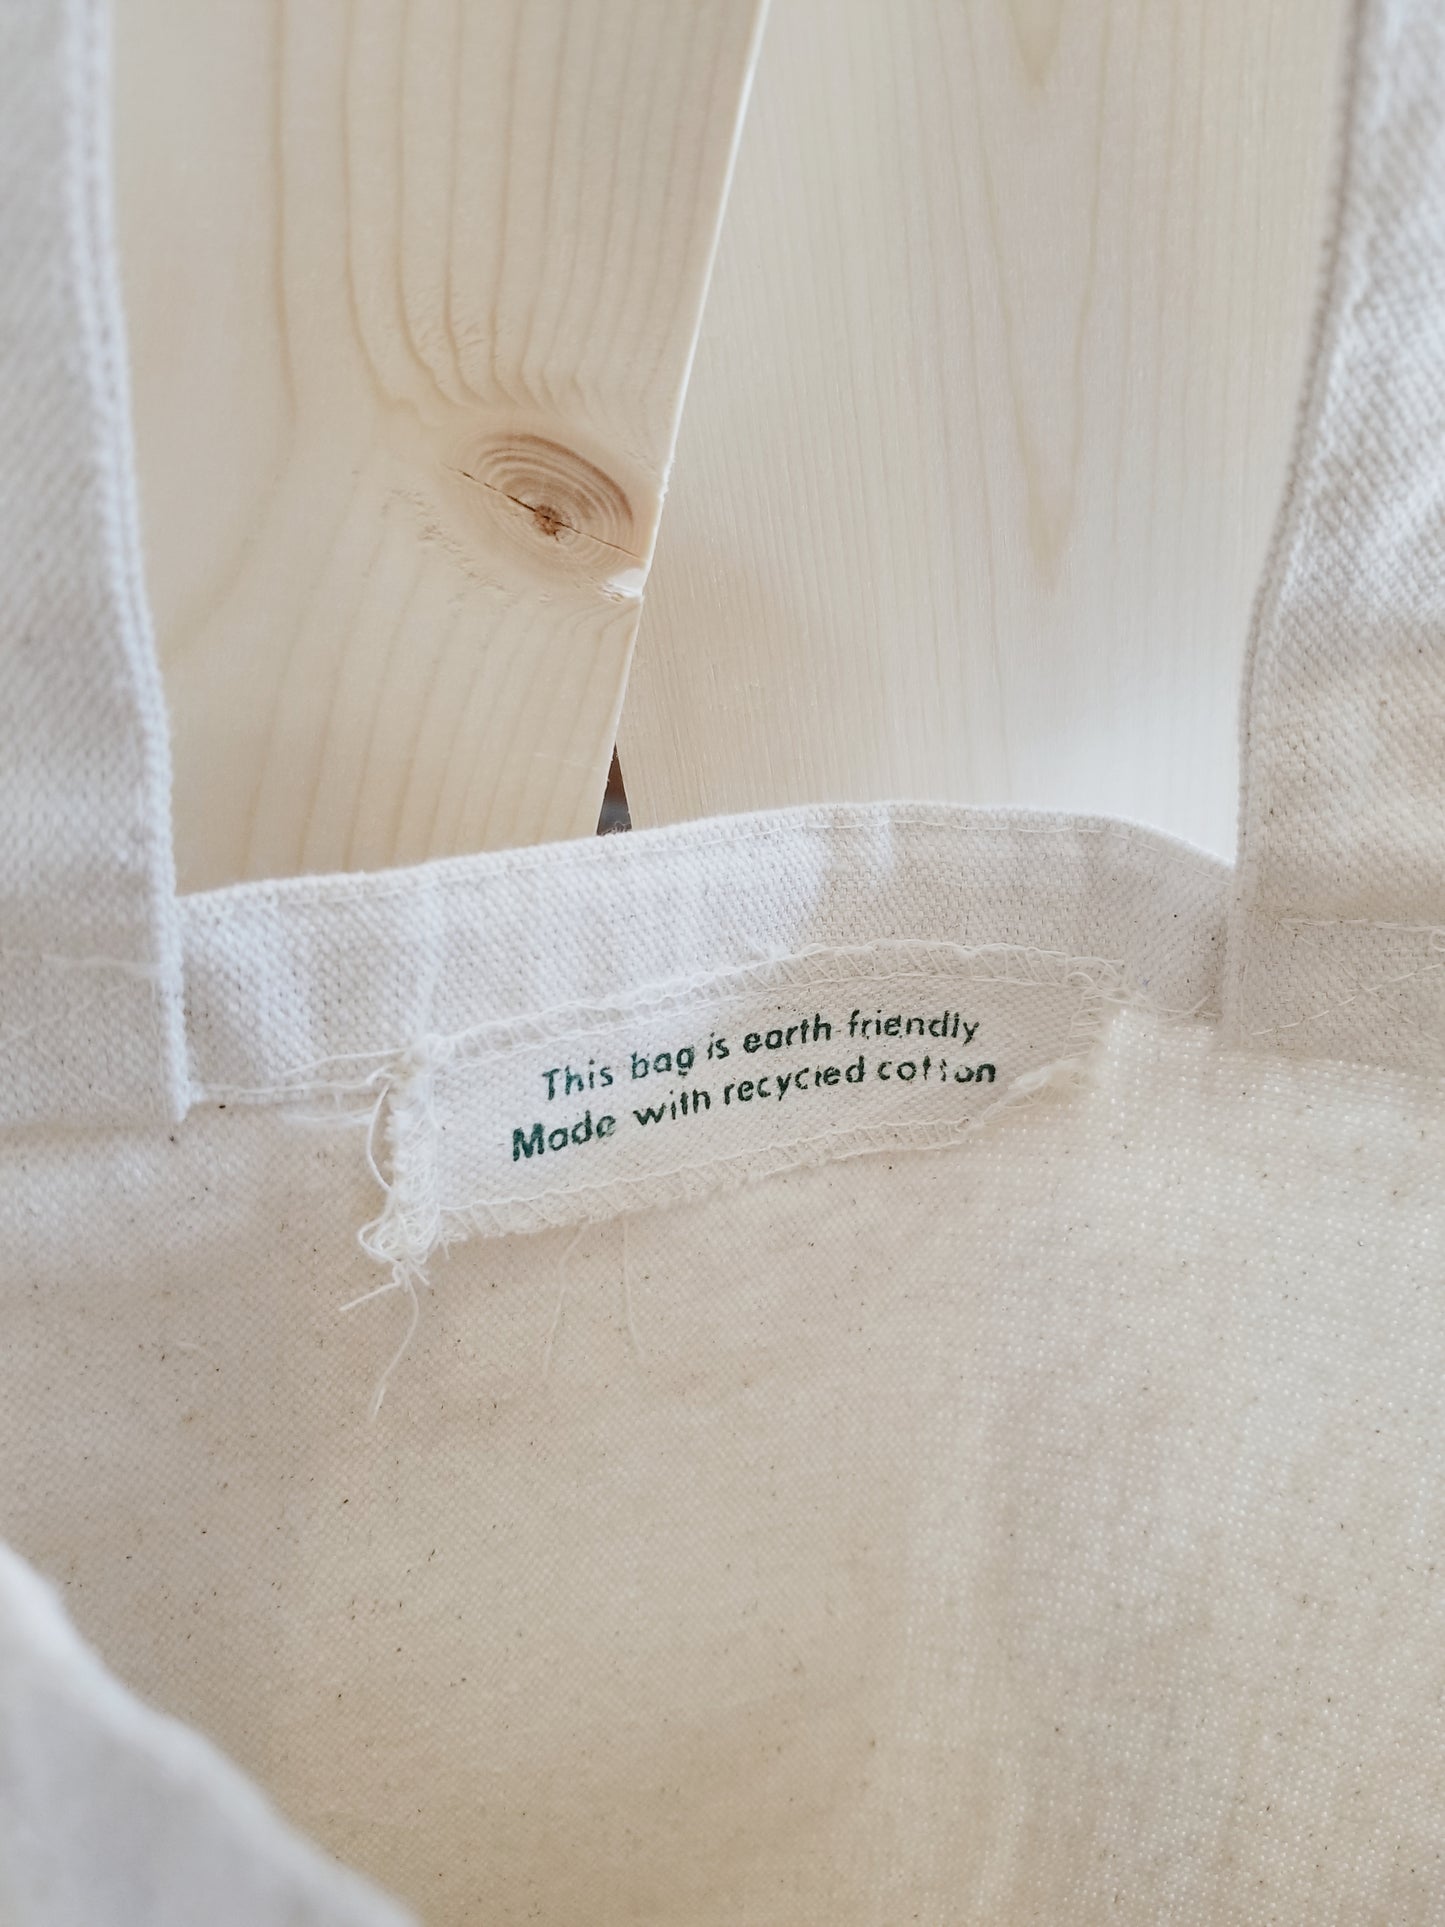 This bag is earth friendly
Made with recycled cotton